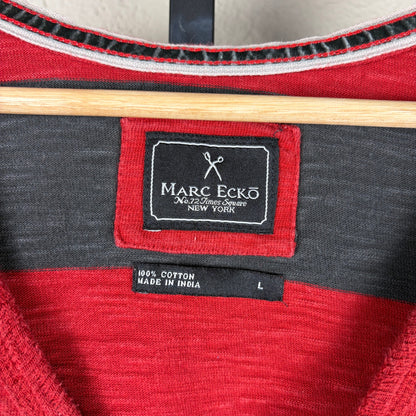 MARC ECKŌ
No. 72 Times Square
NEW YORK
100% COTTON
MADE IN INDIA L